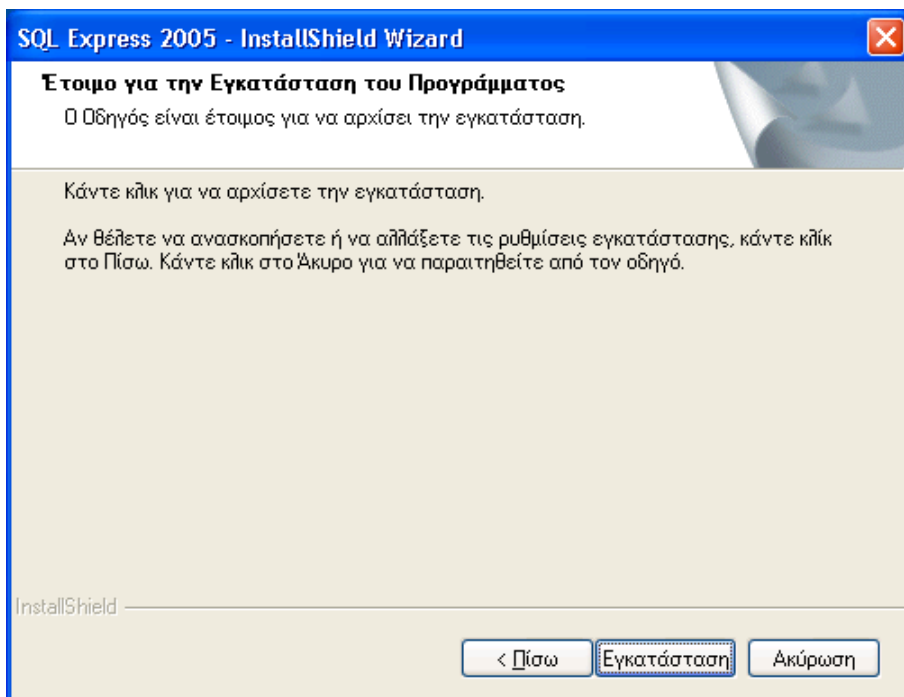 SQL Express 2005 - InstallShield Wizard
Έτοιμο για την Εγκατάσταση του Προγράμματος
Ο Οδηγός είναι έτοιμος για να αρχίσει την εγκατάσταση.
Κάντε κλικ για να αρχίσετε την εγκατάσταση.
Αν θέλετε να ανασκοπήσετε ή να αλλάξετε τις ρυθμίσεις εγκατάστασης, κάντε κλίκ
στο Πίσω. Κάντε κλικ στο Άκυρο για να παραιτηθείτε από τον οδηγό.
InstallShield
< Πίσω Εγκατάσταση Ακύρωση